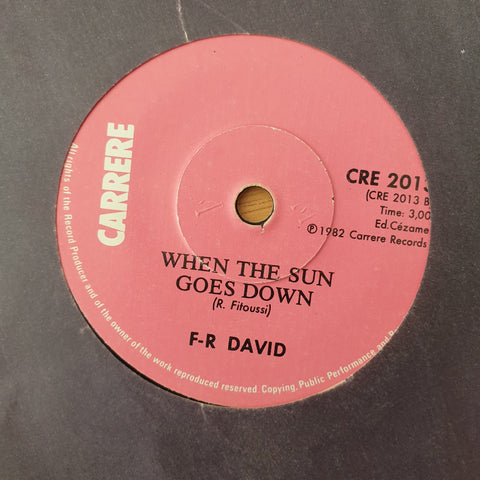 CARRERE
CRE 2013
(CRE 2013 B
Time: 3,00
Ed.Cézame
℗ 1982 Carrere Records
WHEN THE SUN
GOES DOWN
(R. Fitoussi)
F-R DAVID
All rights of the Record Producer and of the owner of the work reproduced reserved. Copying, Public Performance and